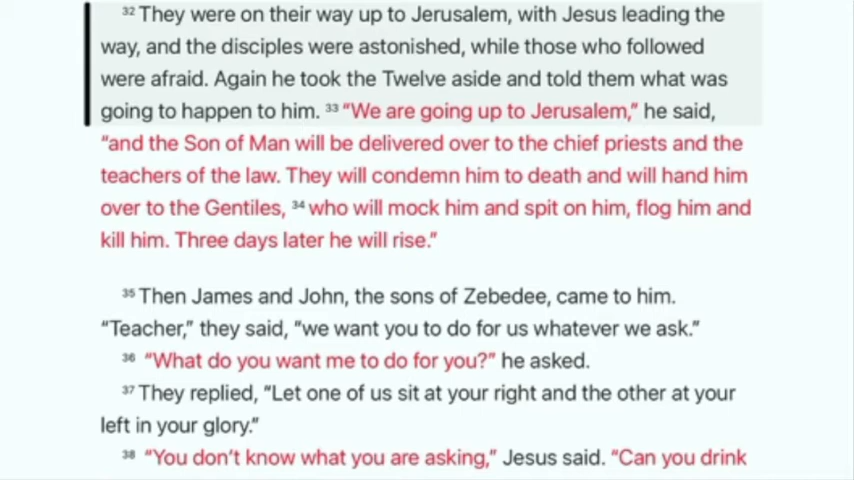 32 They were on their way up to Jerusalem, with Jesus leading the
way, and the disciples were astonished, while those who followed
were afraid. Again he took the Twelve aside and told them what was
going to happen to him. 33 “We are going up to Jerusalem,” he said,
“and the Son of Man will be delivered over to the chief priests and the
teachers of the law. They will condemn him to death and will hand him
over to the Gentiles, 34 who will mock him and spit on him, flog him and
kill him. Three days later he will rise.”
35 Then James and John, the sons of Zebedee, came to him.
“Teacher,” they said, “we want you to do for us whatever we ask.”
36 “What do you want me to do for you?” he asked.
37 They replied, “Let one of us sit at your right and the other at your
left in your glory.”
38 “You don’t know what you are asking,” Jesus said. “Can you drink